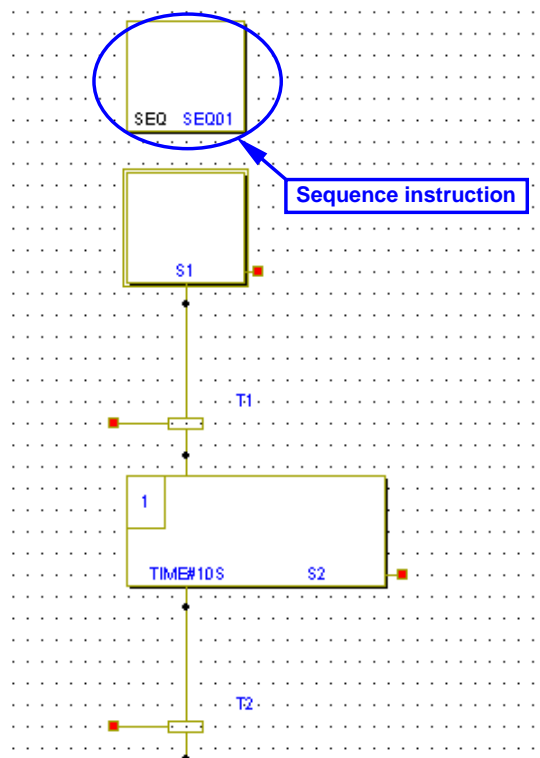 SEQ SEQ01
Sequence instruction
S1
T1
1
TIME#10S S2
T2